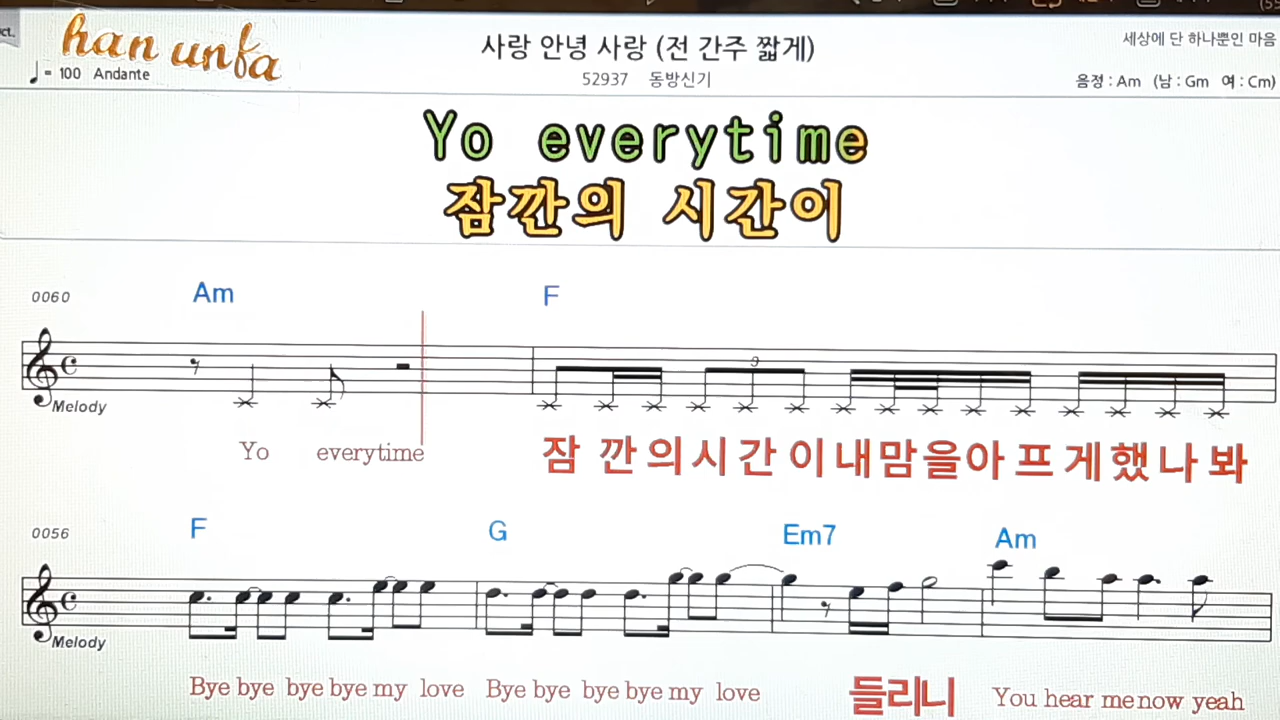 ct.
han unfa
♩= 100 Andante
사랑 안녕 사랑 (전 간주 짧게)
52937 동방신기
세상에 단 하나뿐인 마음
음정 : Am (남 : Gm 여 : Cm)
Yo everytime
잠깐의 시간이
0060
Am F
3
Melody
Yo everytime 잠 깐 의 시 간 이 내 맘 을 아 프 게 했 나 봐
0056
F G Em7 Am
Melody
Bye bye bye bye my love Bye bye bye bye my love 들리니 You hear me now yeah